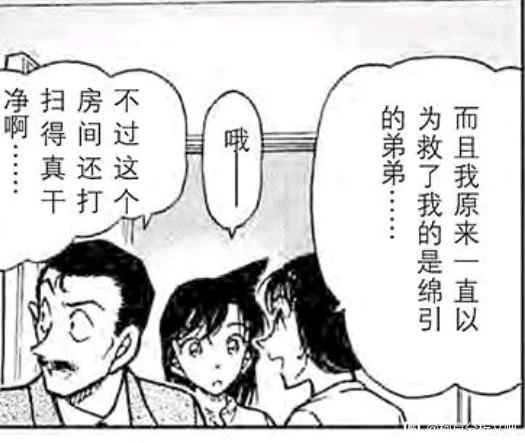 而且我原来一直以
为救了我的是绵引
的弟弟……
哦——
不过这个
房间还打
扫得真干
净啊……